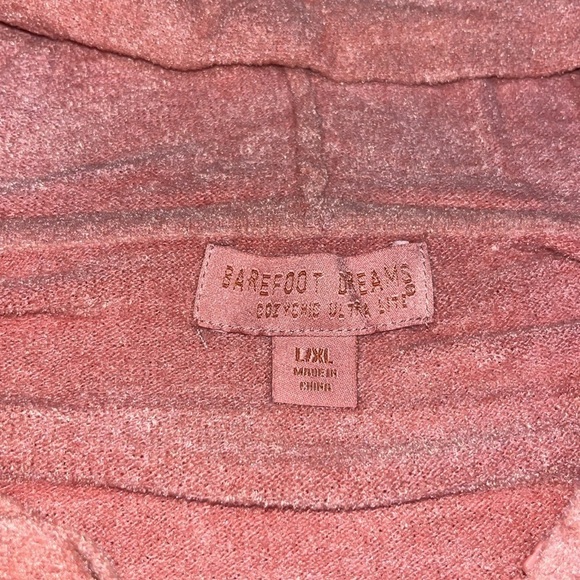 BAREFOOT DREAMS®
COZYCHIC ULTRA LITE
L/XL
MADE IN
CHINA